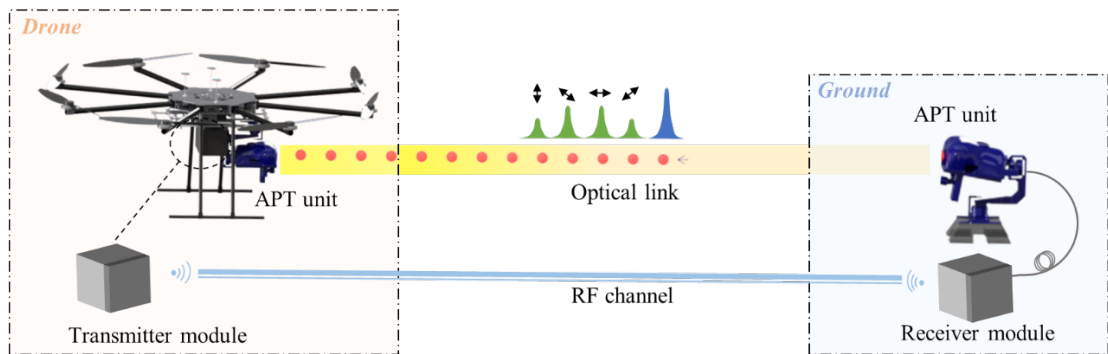 Drone
Ground
APT unit
APT unit
Optical link
RF channel
Transmitter module
Receiver module